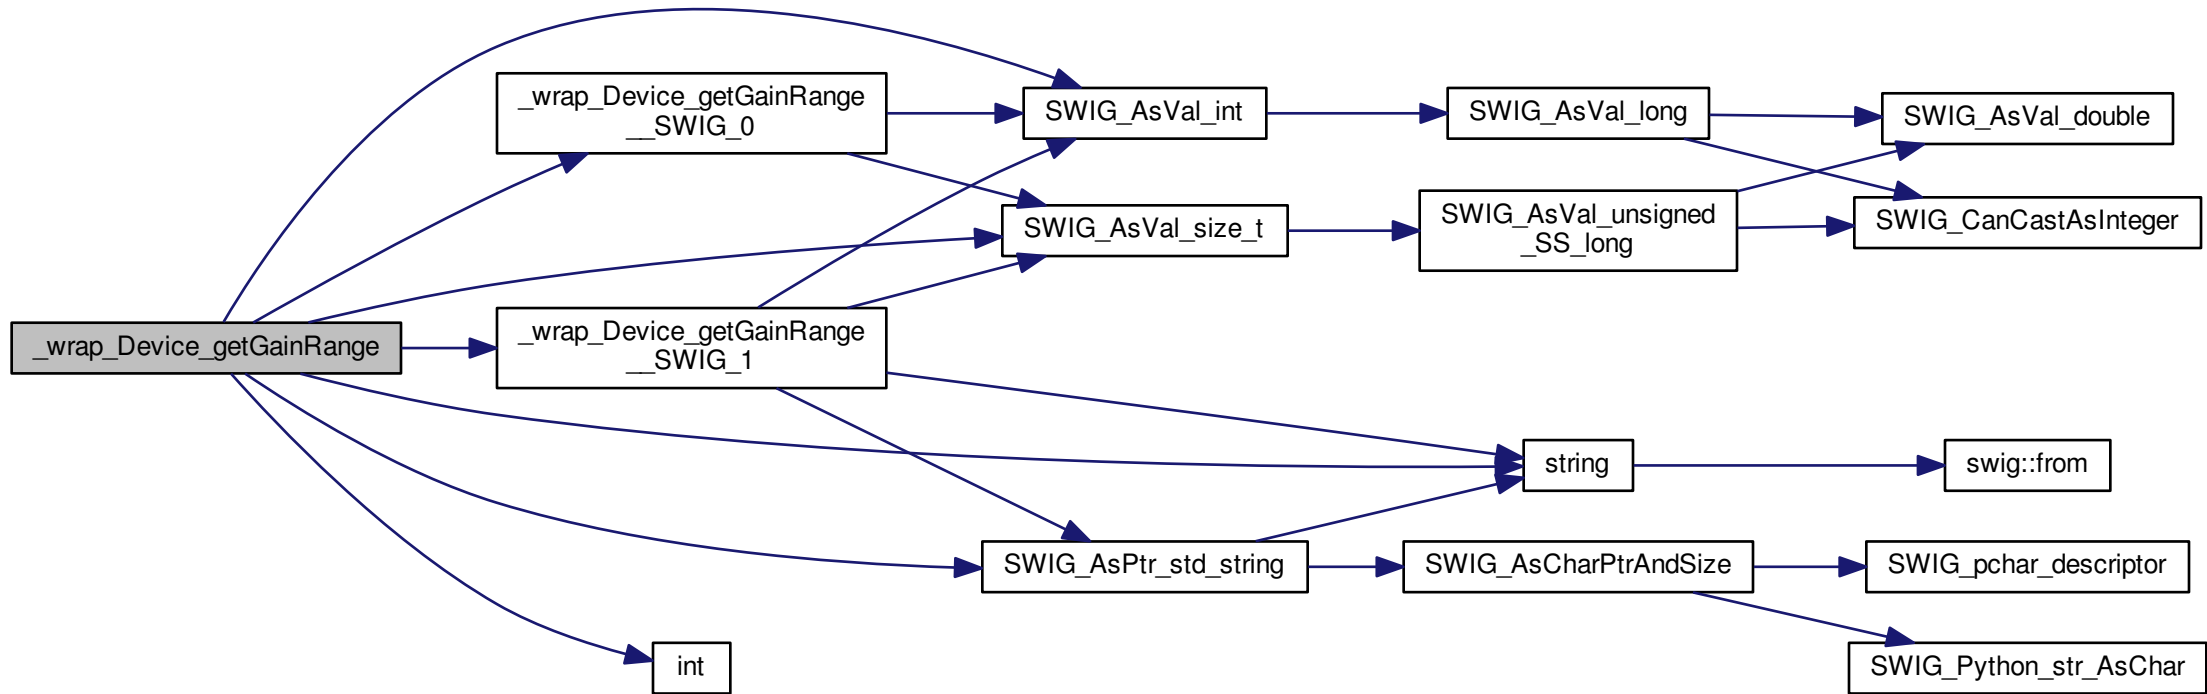 _wrap_Device_getGainRange
_wrap_Device_getGainRange
__SWIG_0
_wrap_Device_getGainRange
__SWIG_1
int
SWIG_AsVal_int
SWIG_AsVal_size_t
SWIG_AsPtr_std_string
SWIG_AsVal_long
SWIG_AsVal_unsigned
_SS_long
string
SWIG_AsCharPtrAndSize
SWIG_AsVal_double
SWIG_CanCastAsInteger
swig::from
SWIG_pchar_descriptor
SWIG_Python_str_AsChar